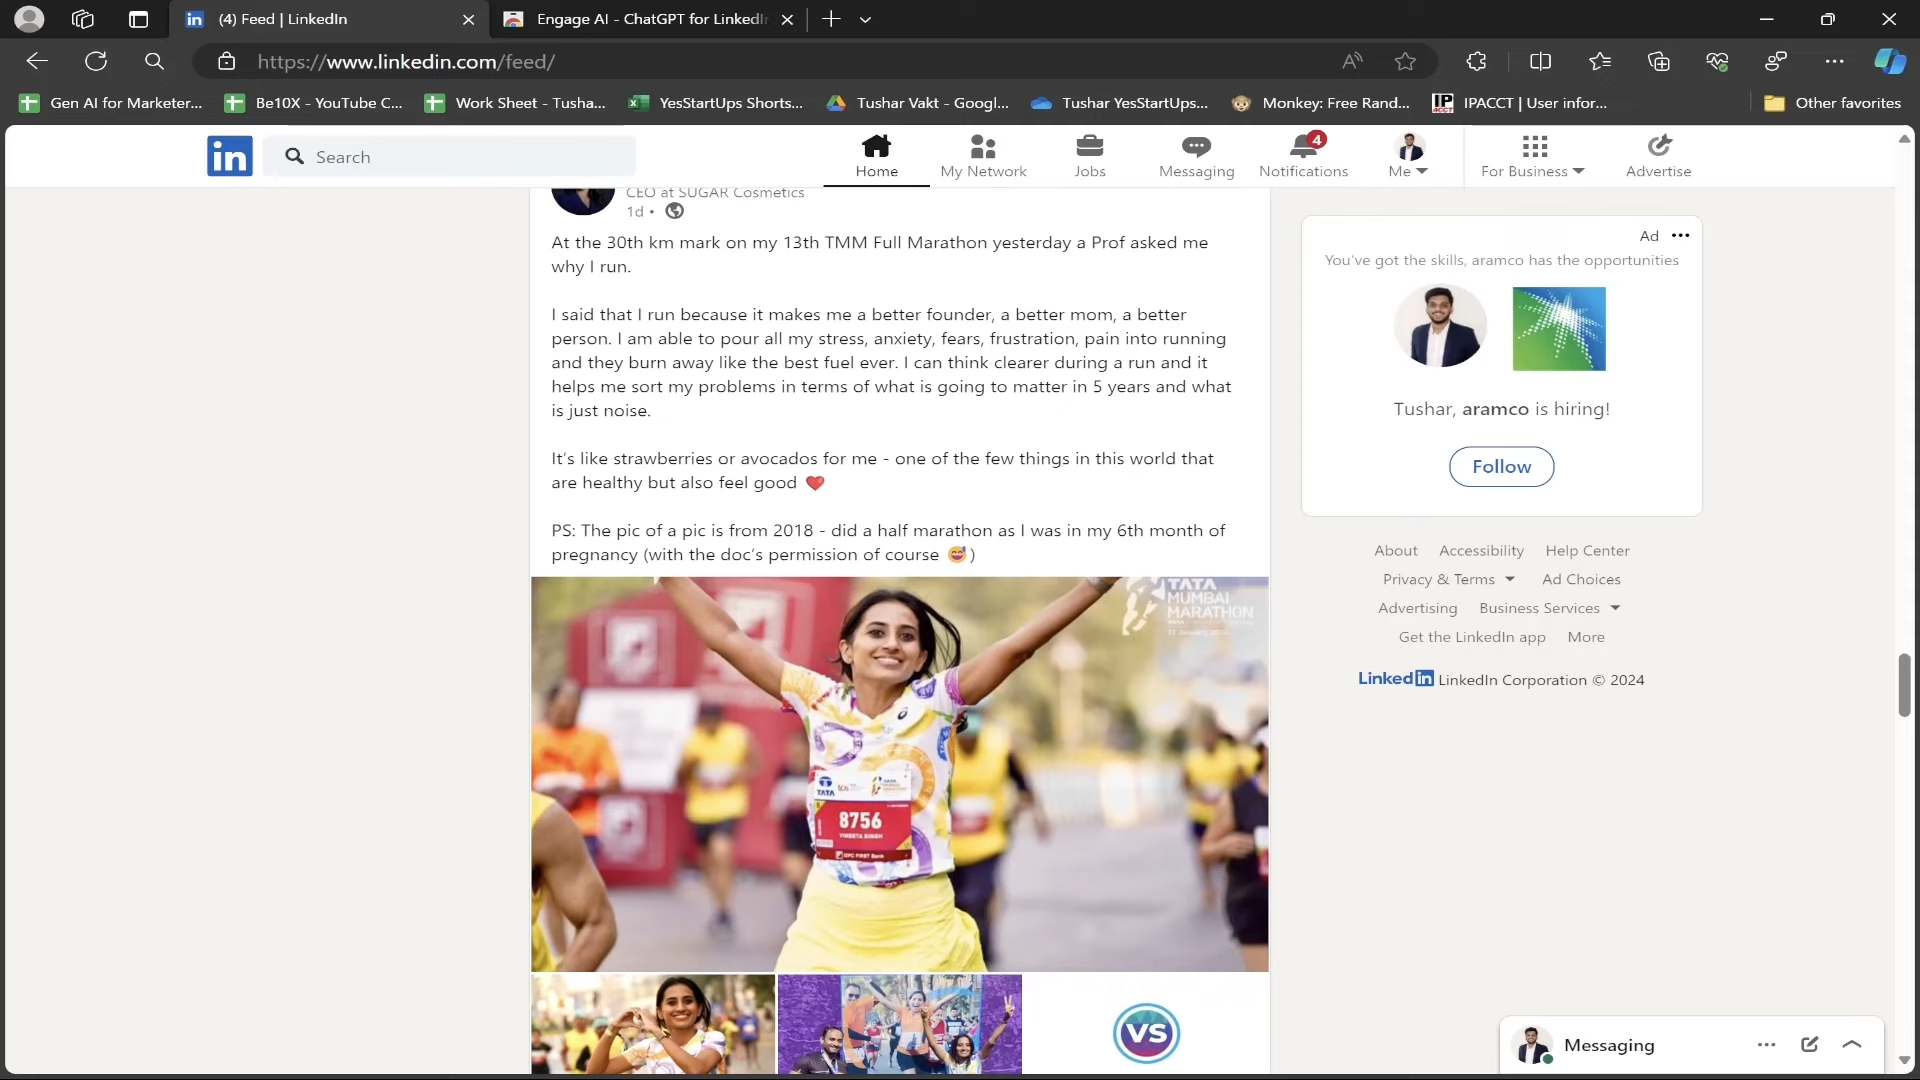 (4) Feed | LinkedIn
Engage AI - ChatGPT for LinkedIn
https://www.linkedin.com/feed/
Gen AI for Marketer...
Be10X - YouTube C...
Work Sheet - Tusha...
YesStartUps Shorts...
Tushar Vakt - Googl...
Tushar YesStartUps...
Monkey: Free Rand...
IPACCT | User infor...
Other favorites
in
Search
Home
My Network
Jobs
Messaging
4
Notifications
Me
For Business
Advertise
CEO at SUGAR Cosmetics
1d •
At the 30th km mark on my 13th TMM Full Marathon yesterday a Prof asked me
why I run.
I said that I run because it makes me a better founder, a better mom, a better
person. I am able to pour all my stress, anxiety, fears, frustration, pain into running
and they burn away like the best fuel ever. I can think clearer during a run and it
helps me sort my problems in terms of what is going to matter in 5 years and what
is just noise.
It's like strawberries or avocados for me - one of the few things in this world that
are healthy but also feel good ❤️
PS: The pic of a pic is from 2018 - did a half marathon as I was in my 6th month of
pregnancy (with the doc's permission of course 😅)
TATA
MUMBAI
MARATHON
TATA
8756
VINEETA SINGH
IDFC FIRST Bank
VS
Ad
You've got the skills, aramco has the opportunities
Tushar, aramco is hiring!
Follow
About Accessibility Help Center
Privacy & Terms Ad Choices
Advertising Business Services
Get the LinkedIn app More
LinkedIn LinkedIn Corporation © 2024
Messaging